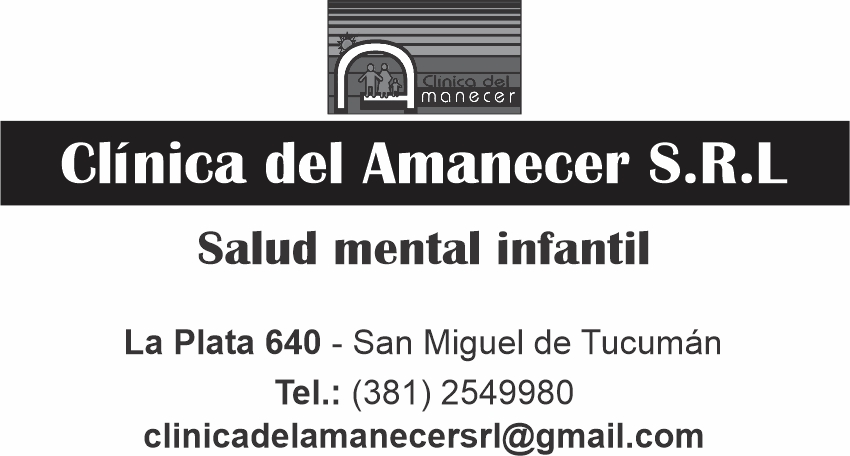 Clínica del
manecer
Clínica del Amanecer S.R.L
Salud mental infantil
La Plata 640 - San Miguel de Tucumán
Tel.: (381) 2549980
clinicadelamanecersrl@gmail.com